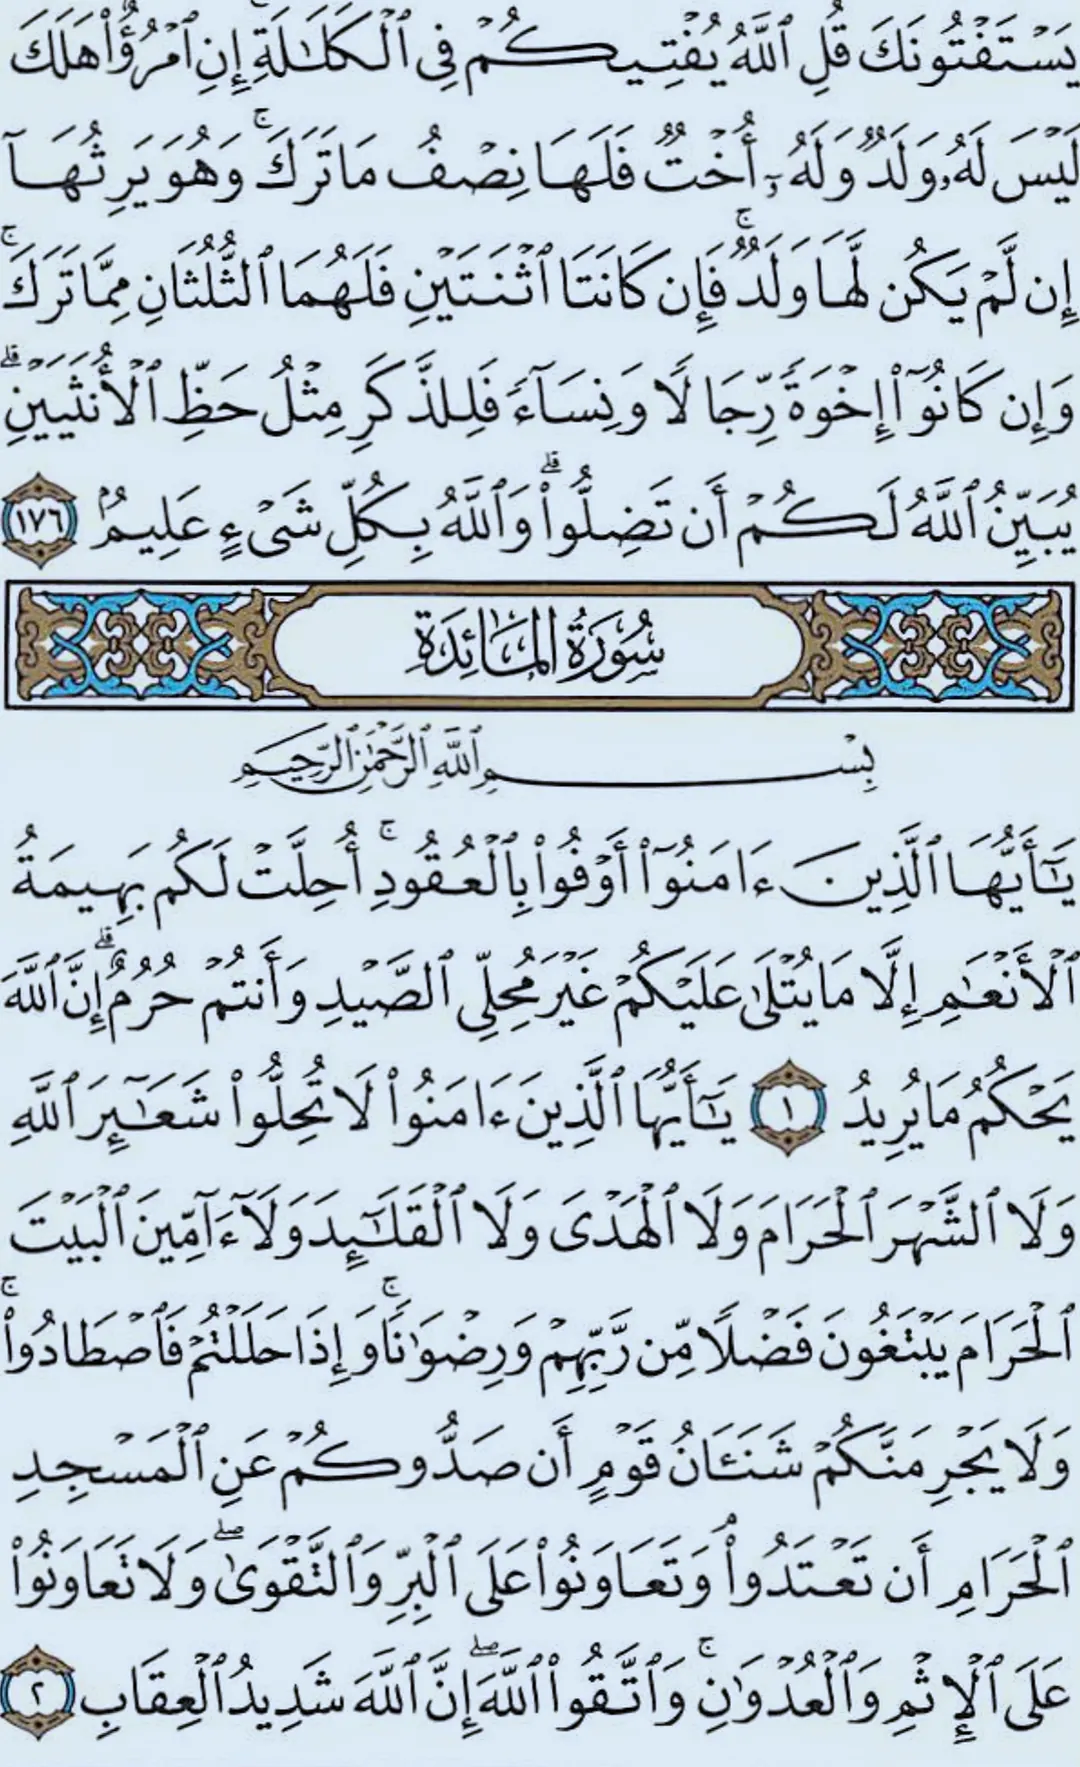 يَسْتَفْتُونَكَ قُلِ ٱللَّهُ يُفْتِيكُمْ فِى ٱلْكَلَٰلَةِ ۚ إِنِ ٱمْرُؤٌا۟ هَلَكَ
لَيْسَ لَهُۥ وَلَدٌ وَلَهُۥٓ أُخْتٌ فَلَهَا نِصْفُ مَا تَرَكَ ۚ وَهُوَ يَرِثُهَآ
إِن لَّمْ يَكُن لَّهَا وَلَدٌ ۚ فَإِن كَانَتَا ٱثْنَتَيْنِ فَلَهُمَا ٱلثُّلُثَانِ مِمَّا تَرَكَ ۚ
وَإِن كَانُوٓا۟ إِخْوَةً رِّجَالًا وَنِسَآءً فَلِلذَّكَرِ مِثْلُ حَظِّ ٱلْأُنثَيَيْنِ ۗ
يُبَيِّنُ ٱللَّهُ لَكُمْ أَن تَضِلُّوا۟ ۗ وَٱللَّهُ بِكُلِّ شَىْءٍ عَلِيمٌۢ ١٧٦
سُورَةُ المَائِدَةِ
بِسْمِ ٱللَّهِ ٱلرَّحْمَٰنِ ٱلرَّحِيمِ
يَٰٓأَيُّهَا ٱلَّذِينَ ءَامَنُوٓا۟ أَوْفُوا۟ بِٱلْعُقُودِ ۚ أُحِلَّتْ لَكُم بَهِيمَةُ
ٱلْأَنْعَٰمِ إِلَّا مَا يُتْلَىٰ عَلَيْكُمْ غَيْرَ مُحِلِّى ٱلصَّيْدِ وَأَنتُمْ حُرُمٌ ۗ إِنَّ ٱللَّهَ
يَحْكُمُ مَا يُرِيدُ ١ يَٰٓأَيُّهَا ٱلَّذِينَ ءَامَنُوا۟ لَا تُحِلُّوا۟ شَعَٰٓئِرَ ٱللَّهِ
وَلَا ٱلشَّهْرَ ٱلْحَرَامَ وَلَا ٱلْهَدْىَ وَلَا ٱلْقَلَٰٓئِدَ وَلَآ ءَآمِّينَ ٱلْبَيْتَ
ٱلْحَرَامَ يَبْتَغُونَ فَضْلًا مِّن رَّبِّهِمْ وَرِضْوَٰنًا ۚ وَإِذَا حَلَلْتُمْ فَٱصْطَادُوا۟ ۚ
وَلَا يَجْرِمَنَّكُمْ شَنَـَٔانُ قَوْمٍ أَن صَدُّوكُمْ عَنِ ٱلْمَسْجِدِ
ٱلْحَرَامِ أَن تَعْتَدُوا۟ ۘ وَتَعَاوَنُوا۟ عَلَى ٱلْبِرِّ وَٱلتَّقْوَىٰ ۖ وَلَا تَعَاوَنُوا۟
عَلَى ٱلْإِثْمِ وَٱلْعُدْوَٰنِ ۚ وَٱتَّقُوا۟ ٱللَّهَ ۖ إِنَّ ٱللَّهَ شَدِيدُ ٱلْعِقَابِ ٢